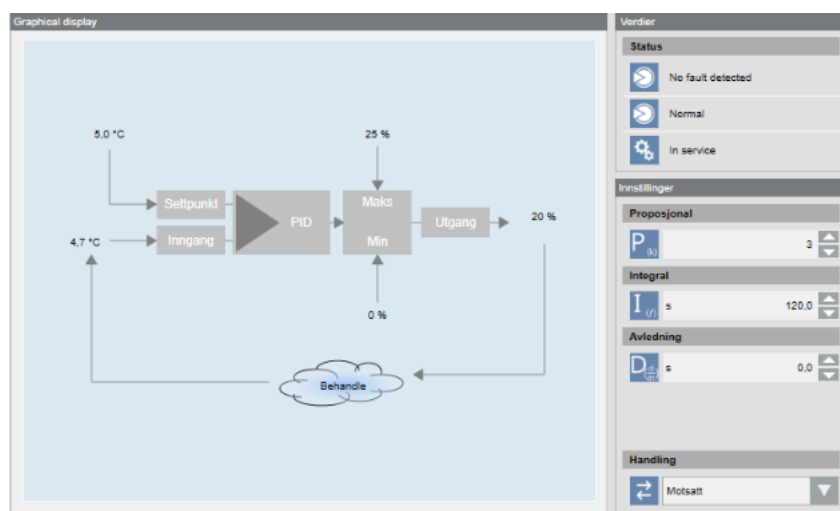 Graphical display
5,0 °C
25 %
Settpunkt
PID
Maks
Min
Inngang
Utgang
4,7 °C
20 %
0 %
Behandle
Verdier
Status
No fault detected
Normal
In service
Innstillinger
Proposjonal
P (k) 3
Integral
I (∫) s 120,0
Avledning
D (d/dt) s 0,0
Handling
Motsatt